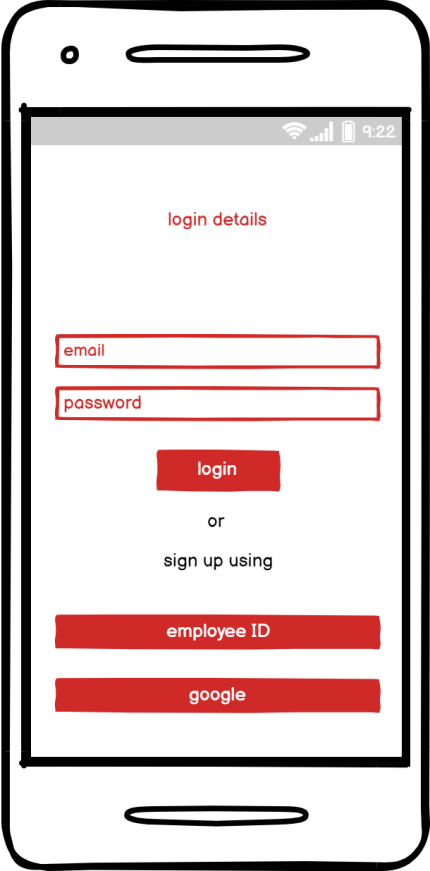 9:22
login details
email
password
login
or
sign up using
employee ID
google